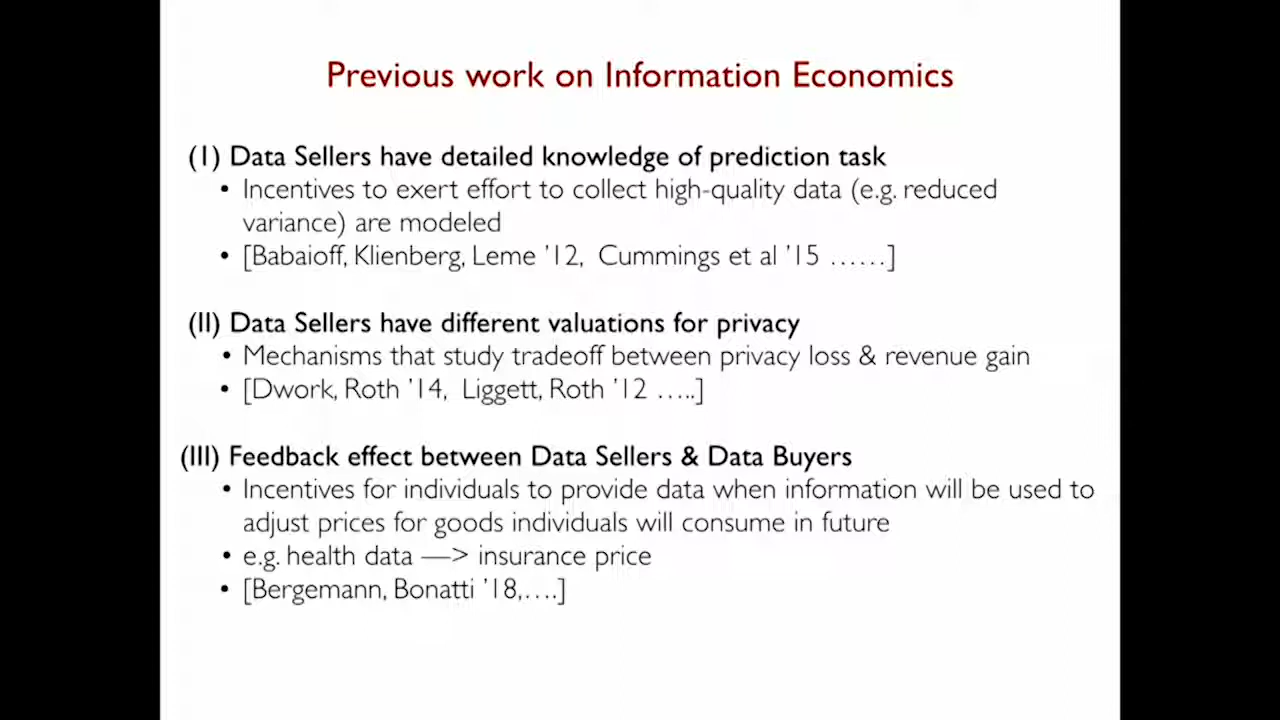 Previous work on Information Economics
(I) Data Sellers have detailed knowledge of prediction task
• Incentives to exert effort to collect high-quality data (e.g. reduced
variance) are modeled
• [Babaioff, Klienberg, Leme '12, Cummings et al '15 ......]
(II) Data Sellers have different valuations for privacy
• Mechanisms that study tradeoff between privacy loss & revenue gain
• [Dwork, Roth '14, Liggett, Roth '12 .....]
(III) Feedback effect between Data Sellers & Data Buyers
• Incentives for individuals to provide data when information will be used to
adjust prices for goods individuals will consume in future
• e.g. health data —> insurance price
• [Bergemann, Bonatti '18,....]